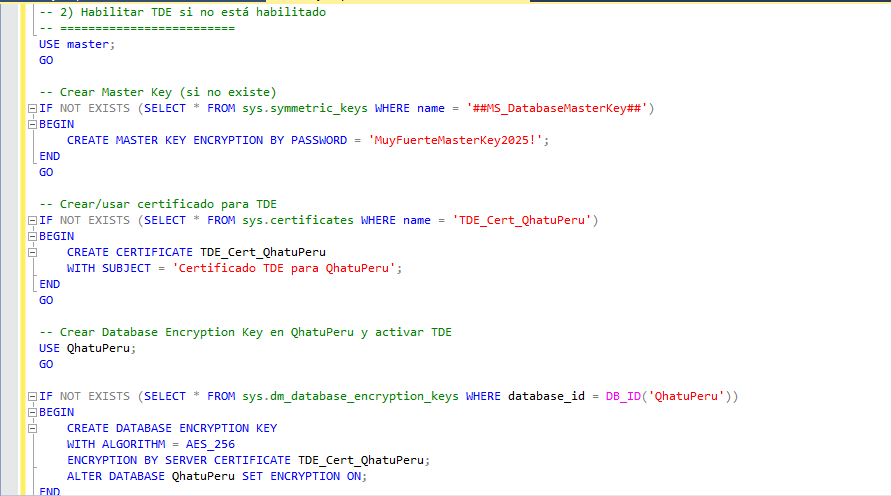 -- 2) Habilitar TDE si no está habilitado
-- =========================
USE master;
GO
-- Crear Master Key (si no existe)
IF NOT EXISTS (SELECT * FROM sys.symmetric_keys WHERE name = '##MS_DatabaseMasterKey##')
BEGIN
    CREATE MASTER KEY ENCRYPTION BY PASSWORD = 'MuyFuerteMasterKey2025!';
END
GO
-- Crear/usar certificado para TDE
IF NOT EXISTS (SELECT * FROM sys.certificates WHERE name = 'TDE_Cert_QhatuPeru')
BEGIN
    CREATE CERTIFICATE TDE_Cert_QhatuPeru
    WITH SUBJECT = 'Certificado TDE para QhatuPeru';
END
GO
-- Crear Database Encryption Key en QhatuPeru y activar TDE
USE QhatuPeru;
GO
IF NOT EXISTS (SELECT * FROM sys.dm_database_encryption_keys WHERE database_id = DB_ID('QhatuPeru'))
BEGIN
    CREATE DATABASE ENCRYPTION KEY
    WITH ALGORITHM = AES_256
    ENCRYPTION BY SERVER CERTIFICATE TDE_Cert_QhatuPeru;
    ALTER DATABASE QhatuPeru SET ENCRYPTION ON;
END